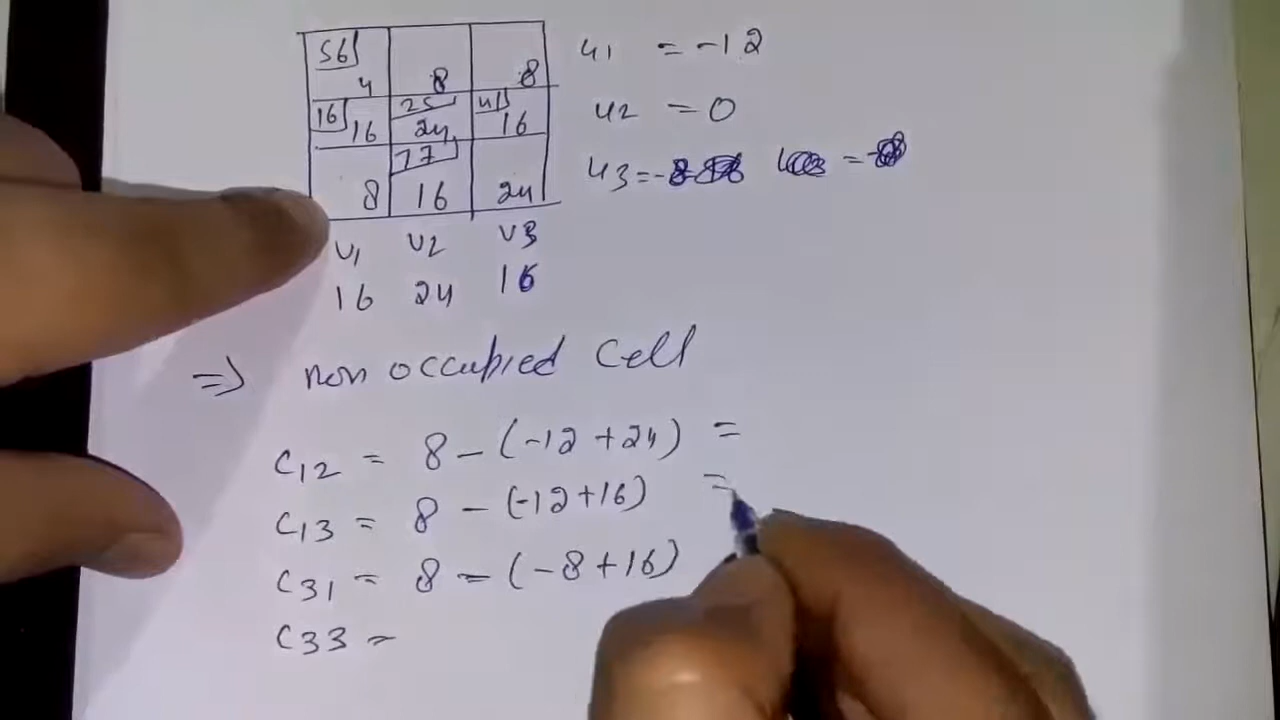 56
4 8 8 u1 = -12
16 25 41
16 24 16 u2 = 0
77 u3 = -8
8 16 24
v1 v2 v3
16 24 16
=> non occupied cell
C12 = 8 - (-12 + 24) =
C13 = 8 - (-12 + 16) =
C31 = 8 - (-8 + 16)
C33 =